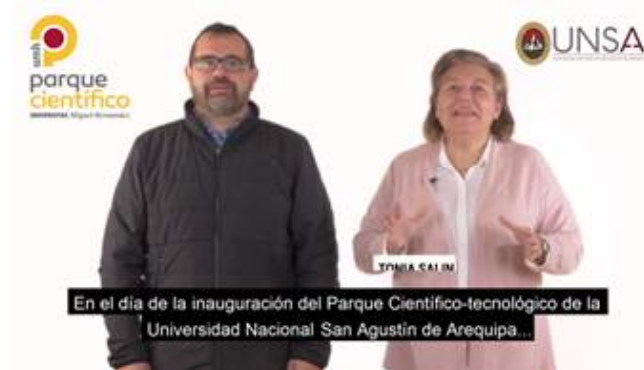 umh
parque
científico
UNIVERSITAS Miguel Hernández
UNSA
TONIA SALIN
En el día de la inauguración del Parque Científico-tecnológico de la
Universidad Nacional San Agustín de Arequipa...